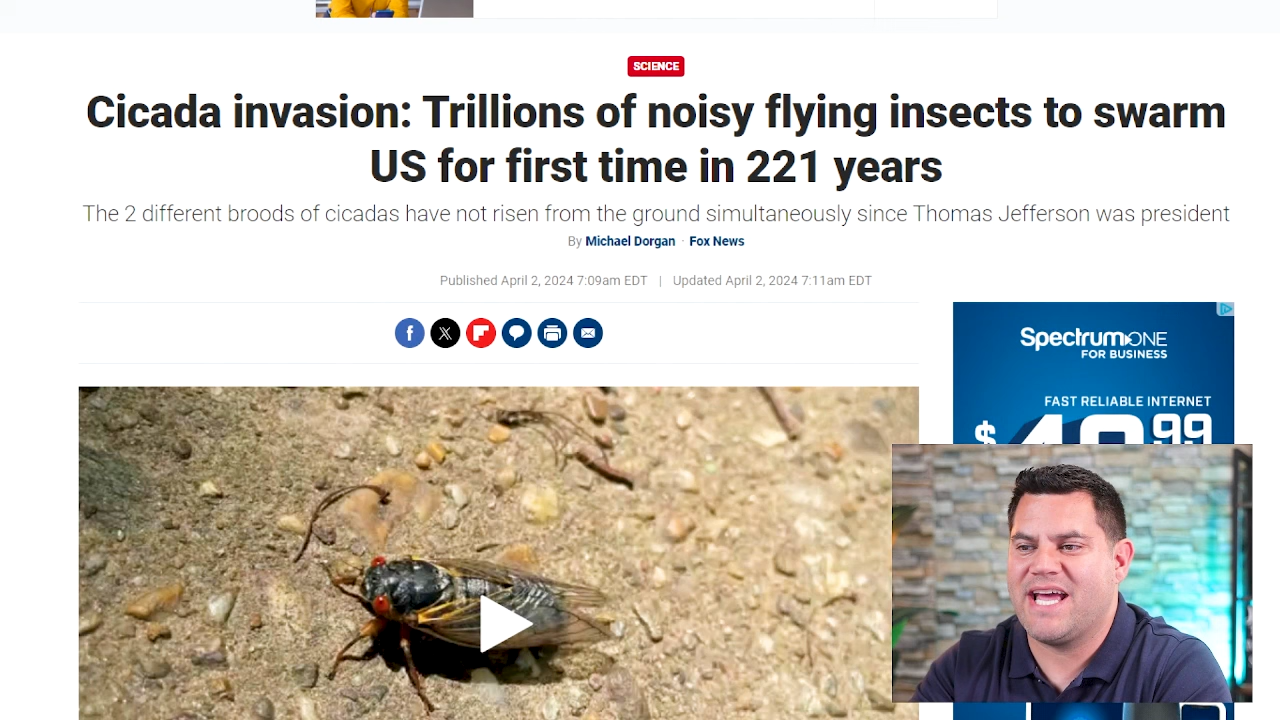 SCIENCE
Cicada invasion: Trillions of noisy flying insects to swarm
US for first time in 221 years
The 2 different broods of cicadas have not risen from the ground simultaneously since Thomas Jefferson was president
By Michael Dorgan · Fox News
Published April 2, 2024 7:09am EDT | Updated April 2, 2024 7:11am EDT
SpectrumONE
FOR BUSINESS
FAST RELIABLE INTERNET
$49.99